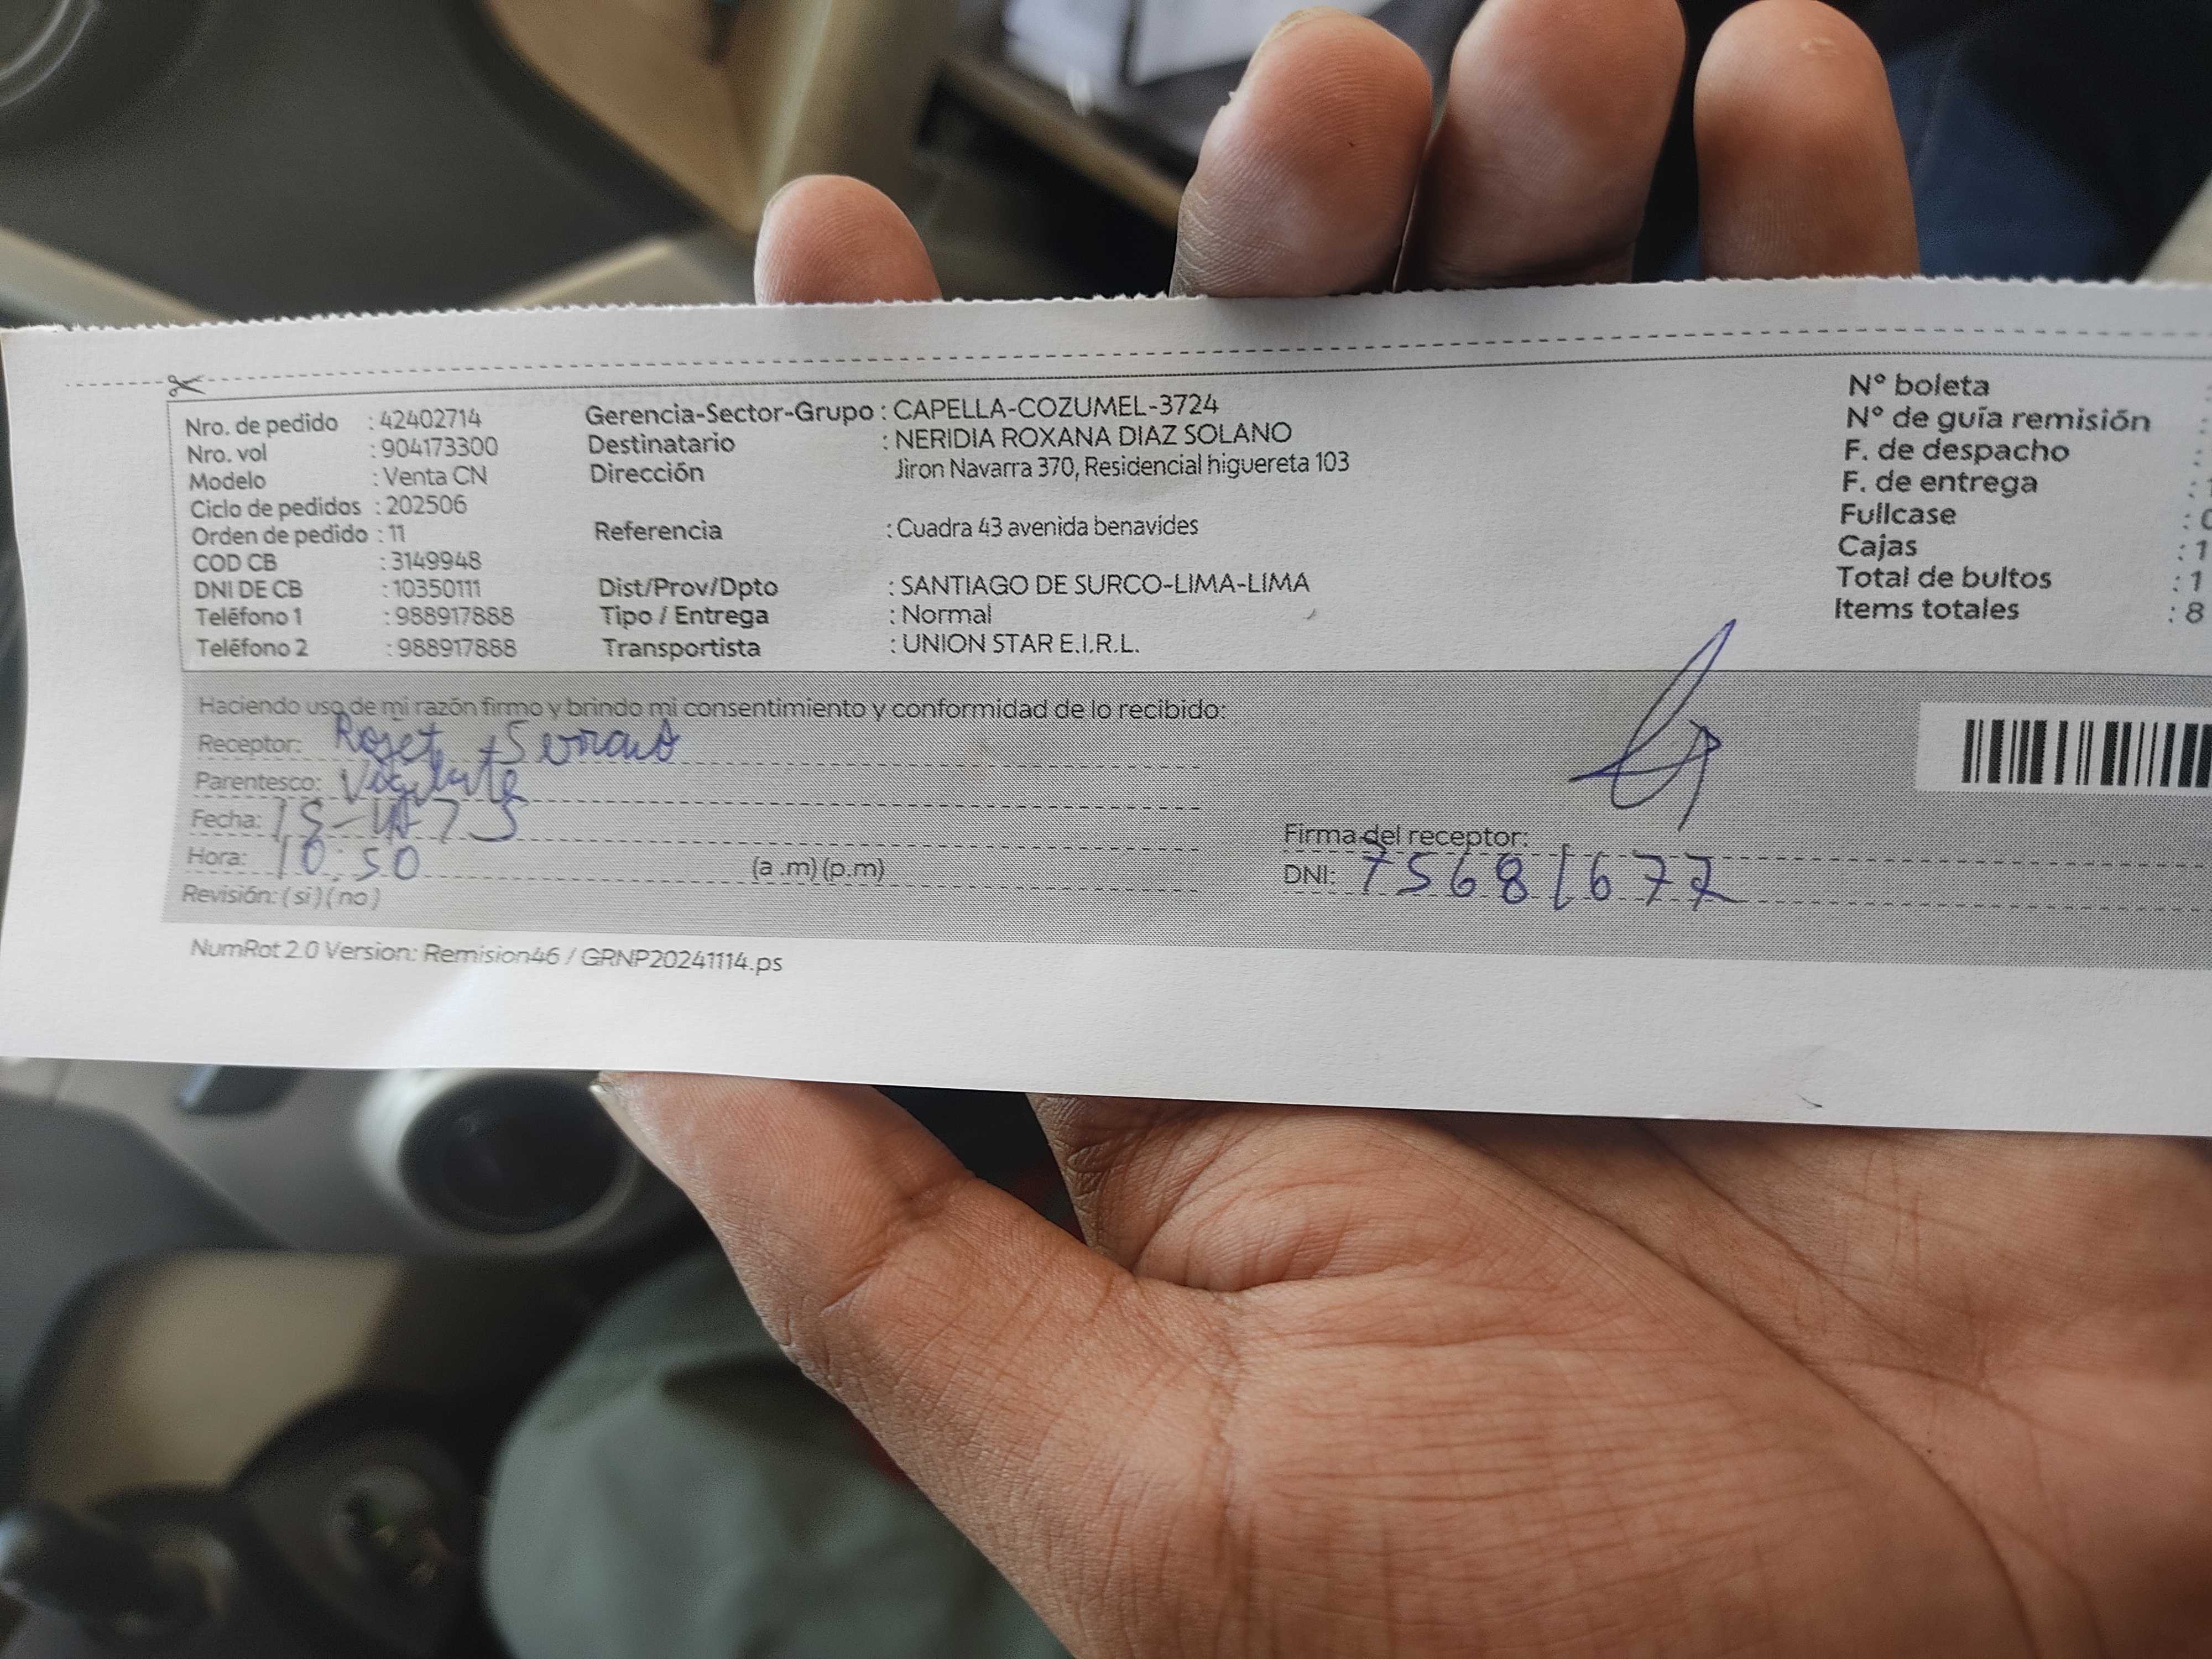 Nro. de pedido : 42402714
Nro. vol : 904173300
Modelo : Venta CN
Ciclo de pedidos : 202506
Orden de pedido : 11
COD CB : 3149948
DNI DE CB : 10350111
Teléfono 1 : 988917888
Teléfono 2 : 988917888
Gerencia-Sector-Grupo : CAPELLA-COZUMEL-3724
Destinatario : NERIDIA ROXANA DIAZ SOLANO
Dirección Jiron Navarra 370, Residencial higuereta 103
Referencia : Cuadra 43 avenida benavides
Dist/Prov/Dpto : SANTIAGO DE SURCO-LIMA-LIMA
Tipo / Entrega : Normal
Transportista : UNION STAR E.I.R.L.
N° boleta :
N° de guía remisión :
F. de despacho :
F. de entrega : 1
Fullcase : 0
Cajas : 1
Total de bultos : 1
Items totales : 8
Haciendo uso de mi razón firmo y brindo mi consentimiento y conformidad de lo recibido:
Receptor:
Parentesco: Vigilante
Fecha:
Hora: 10:50 (a .m) (p.m)
Revisión: (si) (no)
Firma del receptor:
DNI: 75681677
NumRot 2.0 Version: Remision46 / GRNP20241114.ps